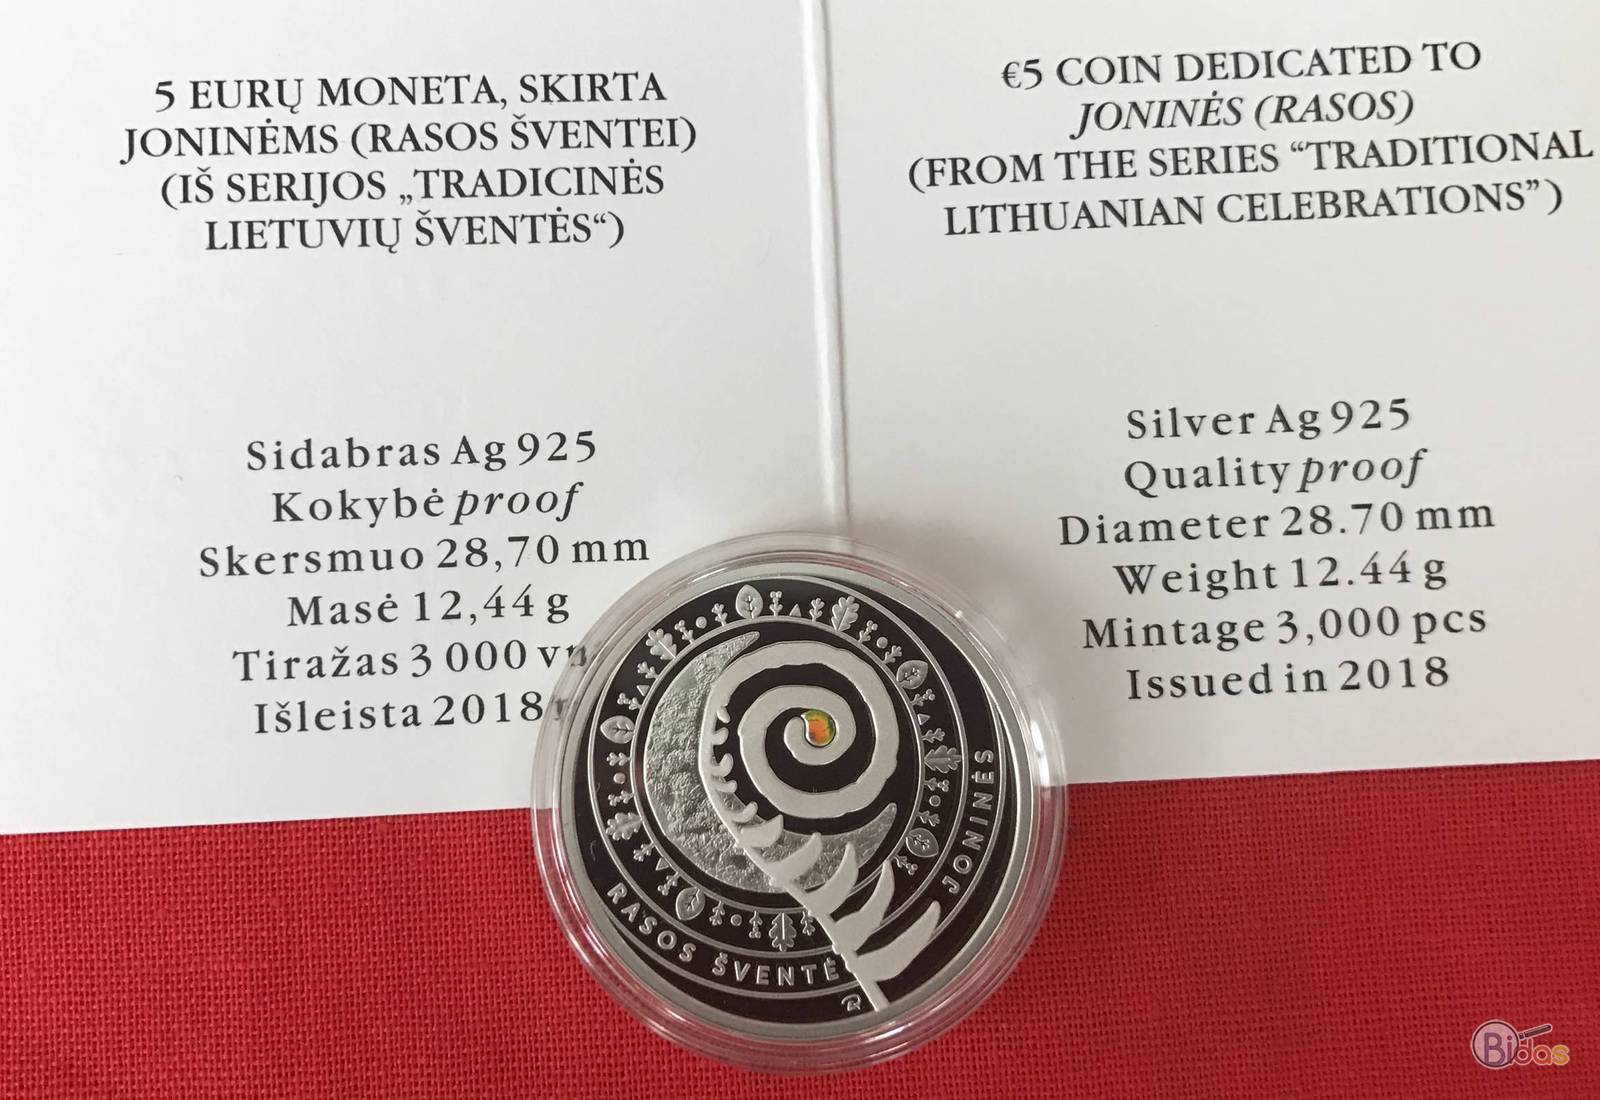 5 EURŲ MONETA, SKIRTA
JONINĖMS (RASOS ŠVENTEI)
(IŠ SERIJOS „TRADICINĖS
LIETUVIŲ ŠVENTĖS“)
Sidabras Ag 925
Kokybė proof
Skersmuo 28,70 mm
Masė 12,44 g
Tiražas 3 000
Išleista 2018
€5 COIN DEDICATED TO
JONINĖS (RASOS)
(FROM THE SERIES “TRADITIONAL
LITHUANIAN CELEBRATIONS”)
Silver Ag 925
Quality proof
Diameter 28.70 mm
Weight 12.44 g
Mintage 3,000 pcs
Issued in 2018
RASOS ŠVENTĖ
JONINĖS
Bidas